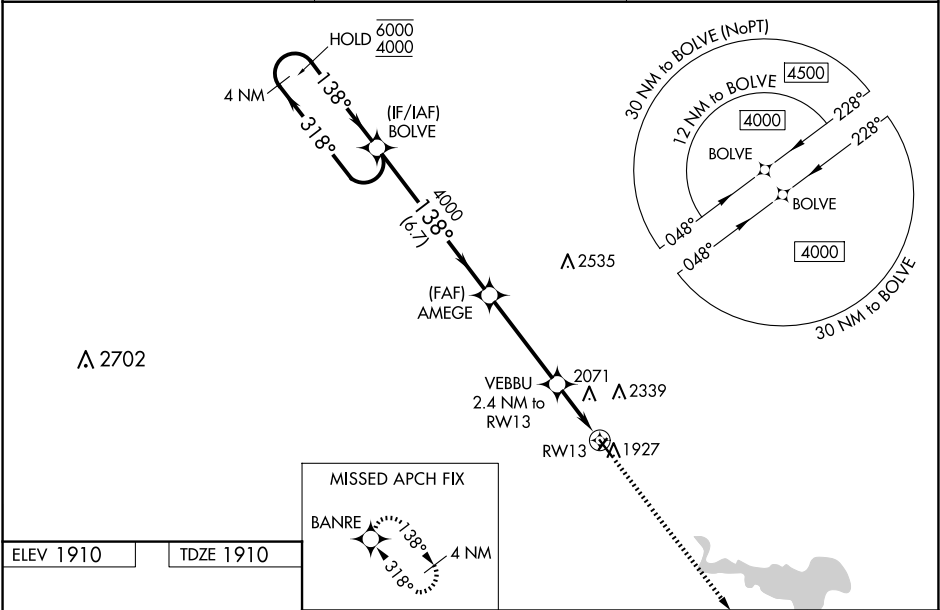 HOLD 6000
4000
4 NM
138°
318°
(IF/IAF)
BOLVE
4000
138°
(6.7)
30 NM to BOLVE (NoPT)
4500
12 NM to BOLVE
4000
228°
228°
BOLVE
BOLVE
048°
048°
4000
30 NM to BOLVE
2535
(FAF)
AMEGE
2702
VEBBU
2.4 NM to
RW13
2071
2339
RW13
1927
MISSED APCH FIX
BANRE
138°
318°
4 NM
ELEV 1910
TDZE 1910